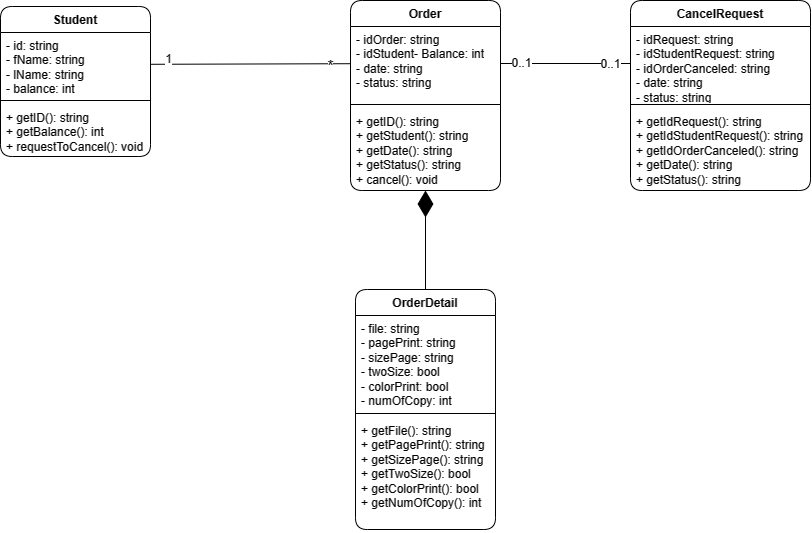 Student
- id: string
- fName: string
- lName: string
- balance: int
+ getID(): string
+ getBalance(): int
+ requestToCancel(): void
1
*
Order
- idOrder: string
- idStudent- Balance: int
- date: string
- status: string
+ getID(): string
+ getStudent(): string
+ getDate(): string
+ getStatus(): string
+ cancel(): void
0..1
0..1
CancelRequest
- idRequest: string
- idStudentRequest: string
- idOrderCanceled: string
- date: string
- status: string
+ getIdRequest(): string
+ getIdStudentRequest(): string
+ getIdOrderCanceled(): string
+ getDate(): string
+ getStatus(): string
OrderDetail
- file: string
- pagePrint: string
- sizePage: string
- twoSize: bool
- colorPrint: bool
- numOfCopy: int
+ getFile(): string
+ getPagePrint(): string
+ getSizePage(): string
+ getTwoSize(): bool
+ getColorPrint(): bool
+ getNumOfCopy(): int